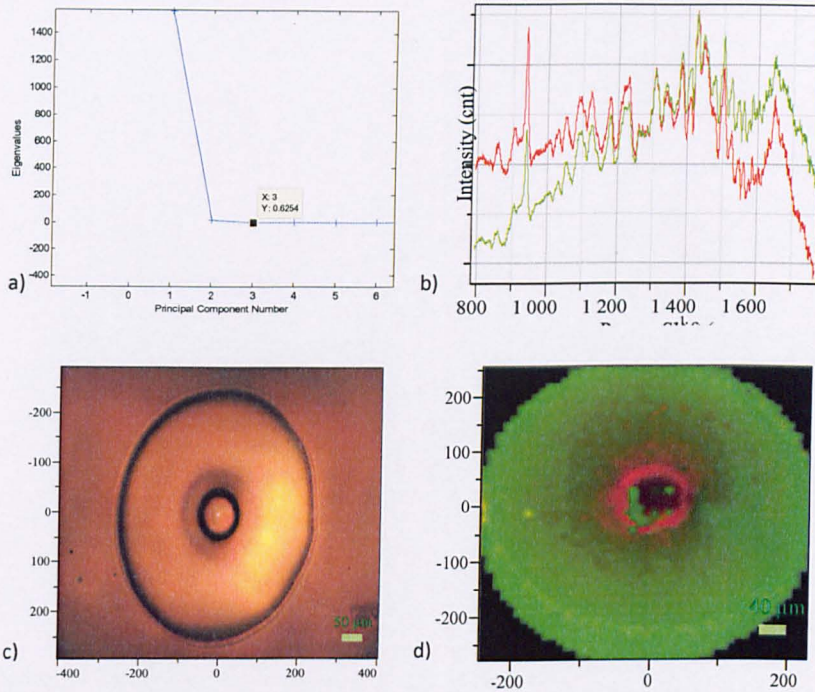 a)
Eigenvalues
1400
1200
1000
800
600
400
200
0
-200
-400
X: 3
Y: 0.6254
-1 0 1 2 3 4 5 6
Principal Component Number
b)
Intensity (cnt)
800 1 000 1 200 1 400 1 600
c)
-200
-100
0
100
200
50 µm
-400 -200 0 200 400
d)
200
100
0
-100
-200
40 µm
-200 0 200